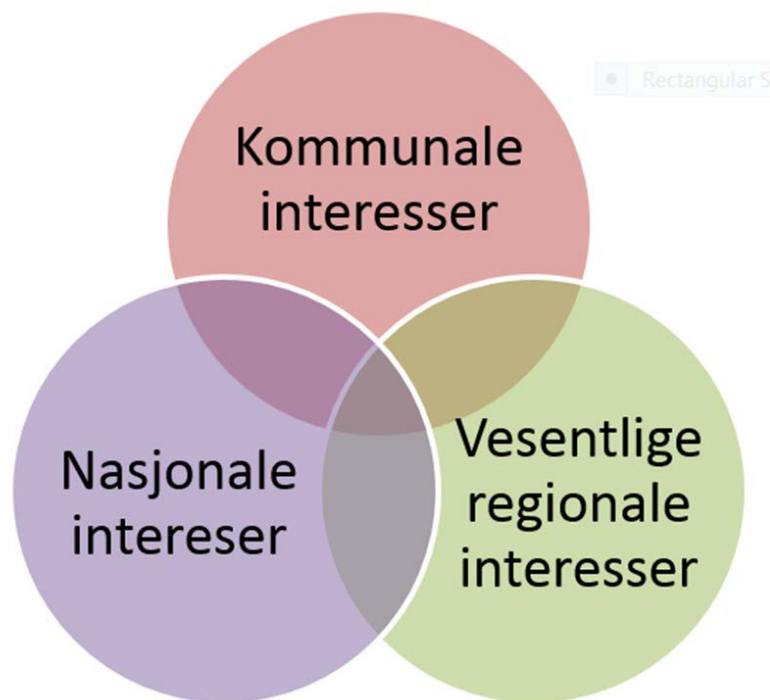 Rectangular S
Kommunale
interesser
Nasjonale
intereser
Vesentlige
regionale
interesser